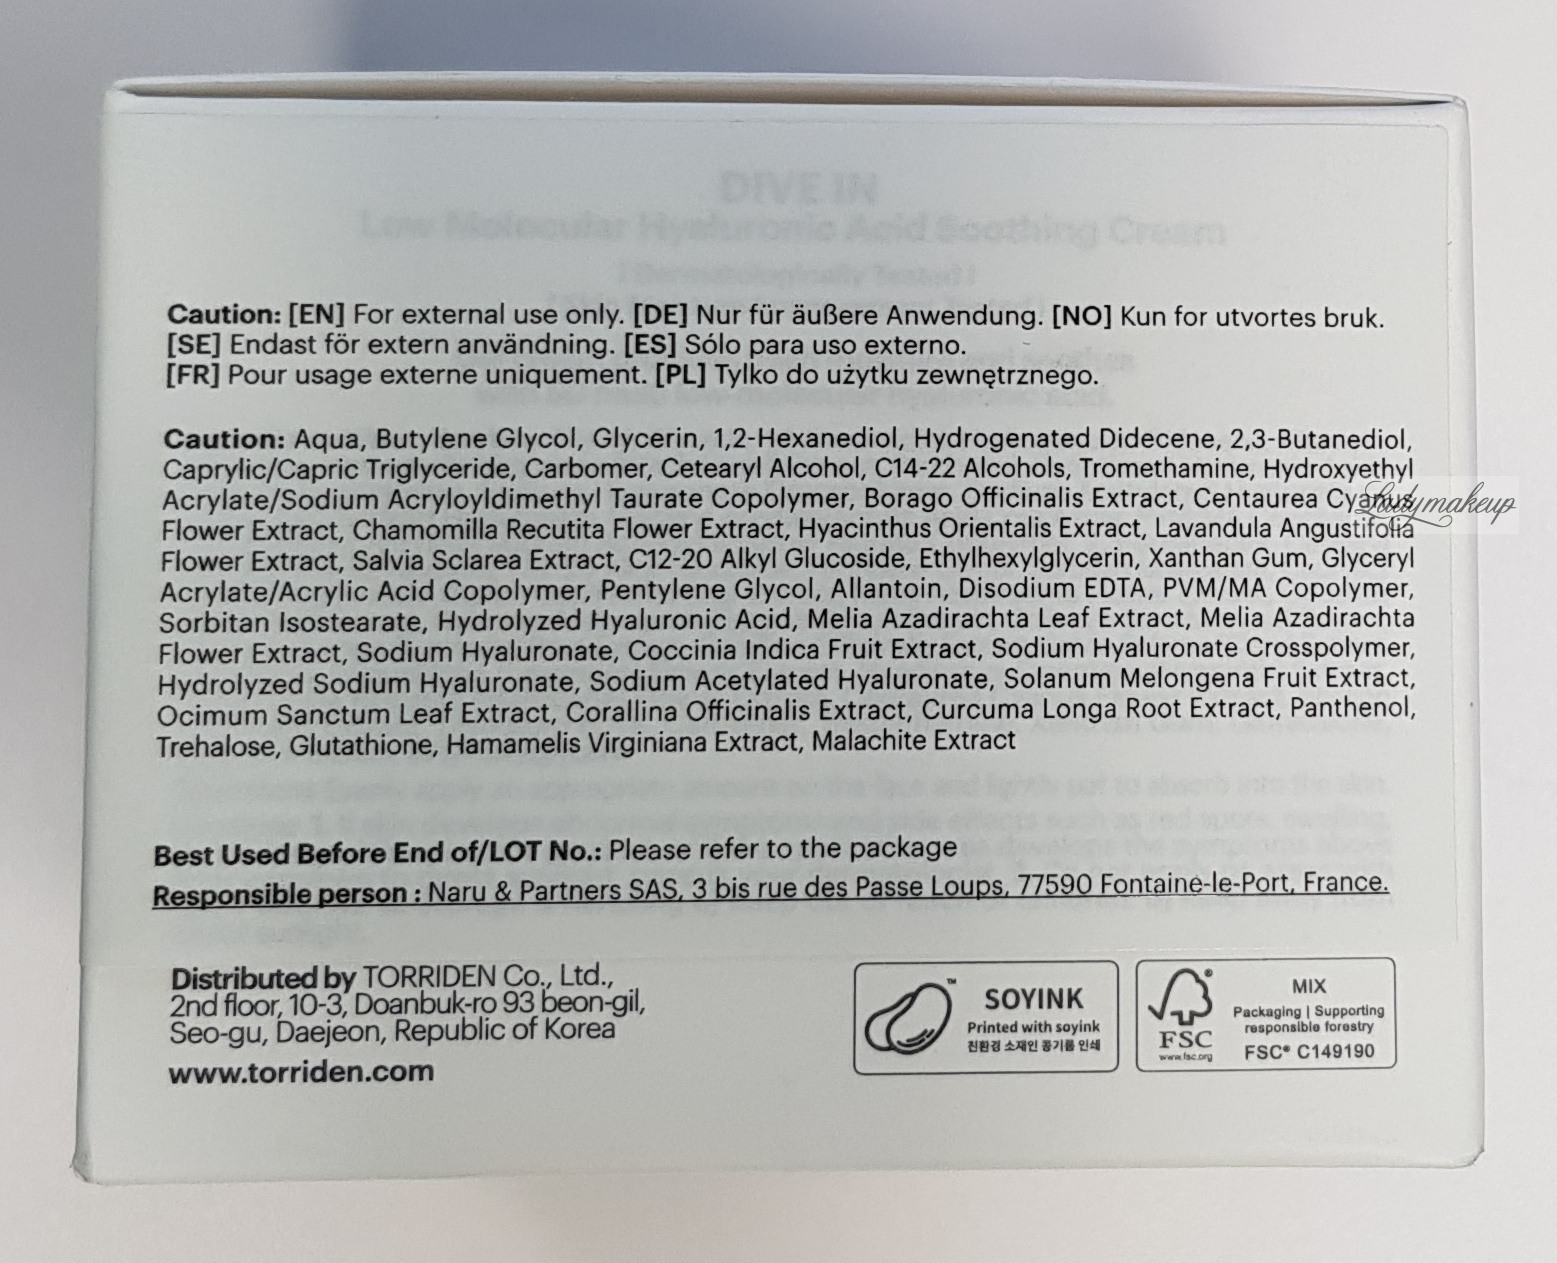 DIVE IN
Low Molecular Hyaluronic Acid Soothing Cream
Caution: [EN] For external use only. [DE] Nur für äußere Anwendung. [NO] Kun for utvortes bruk.
[SE] Endast för extern användning. [ES] Sólo para uso externo.
[FR] Pour usage externe uniquement. [PL] Tylko do użytku zewnętrznego.
Caution: Aqua, Butylene Glycol, Glycerin, 1,2-Hexanediol, Hydrogenated Didecene, 2,3-Butanediol,
Caprylic/Capric Triglyceride, Carbomer, Cetearyl Alcohol, C14-22 Alcohols, Tromethamine, Hydroxyethyl
Acrylate/Sodium Acryloyldimethyl Taurate Copolymer, Borago Officinalis Extract, Centaurea Cyanus
Ladymakeup
Flower Extract, Chamomilla Recutita Flower Extract, Hyacinthus Orientalis Extract, Lavandula Angustifolia
Flower Extract, Salvia Sclarea Extract, C12-20 Alkyl Glucoside, Ethylhexylglycerin, Xanthan Gum, Glyceryl
Acrylate/Acrylic Acid Copolymer, Pentylene Glycol, Allantoin, Disodium EDTA, PVM/MA Copolymer,
Sorbitan Isostearate, Hydrolyzed Hyaluronic Acid, Melia Azadirachta Leaf Extract, Melia Azadirachta
Flower Extract, Sodium Hyaluronate, Coccinia Indica Fruit Extract, Sodium Hyaluronate Crosspolymer,
Hydrolyzed Sodium Hyaluronate, Sodium Acetylated Hyaluronate, Solanum Melongena Fruit Extract,
Ocimum Sanctum Leaf Extract, Corallina Officinalis Extract, Curcuma Longa Root Extract, Panthenol,
Trehalose, Glutathione, Hamamelis Virginiana Extract, Malachite Extract
Best Used Before End of/LOT No.: Please refer to the package
Responsible person : Naru & Partners SAS, 3 bis rue des Passe Loups, 77590 Fontaine-le-Port, France.
Distributed by TORRIDEN Co., Ltd.,
2nd floor, 10-3, Doanbuk-ro 93 beon-gil,
Seo-gu, Daejeon, Republic of Korea
www.torriden.com
™
SOYINK
Printed with soyink
친환경 소재인 콩기름 인쇄
®
FSC
www.fsc.org
MIX
Packaging | Supporting
responsible forestry
FSC® C149190